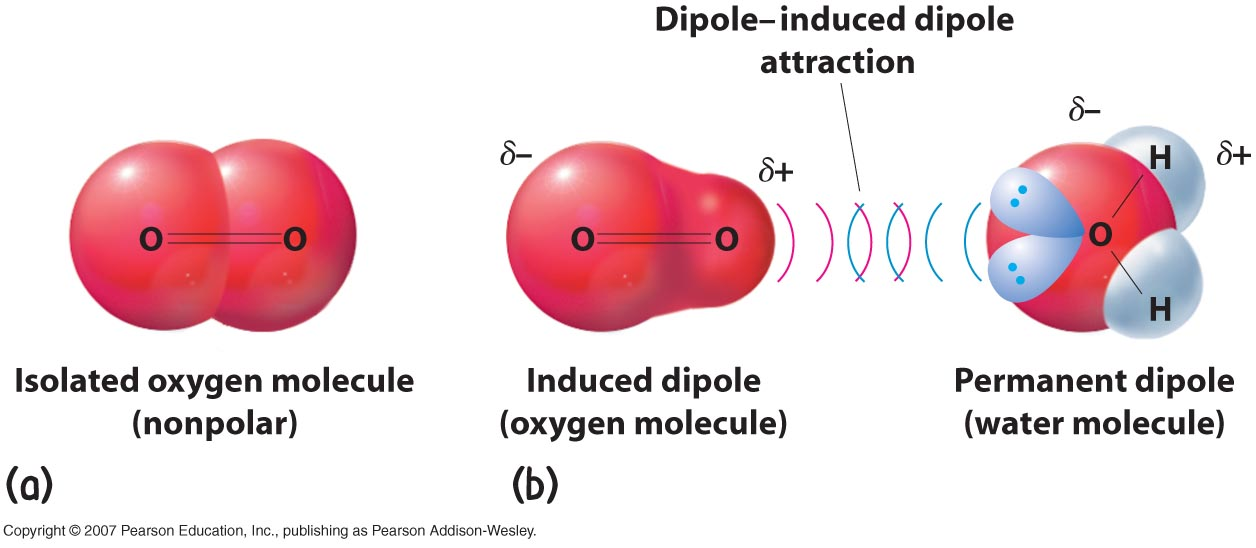 Dipole–induced dipole
attraction
δ–
δ+
δ–
δ+
O
O
O
O
O
H
H
Isolated oxygen molecule
(nonpolar)
Induced dipole
(oxygen molecule)
Permanent dipole
(water molecule)
(a)
(b)
Copyright © 2007 Pearson Education, Inc., publishing as Pearson Addison-Wesley.